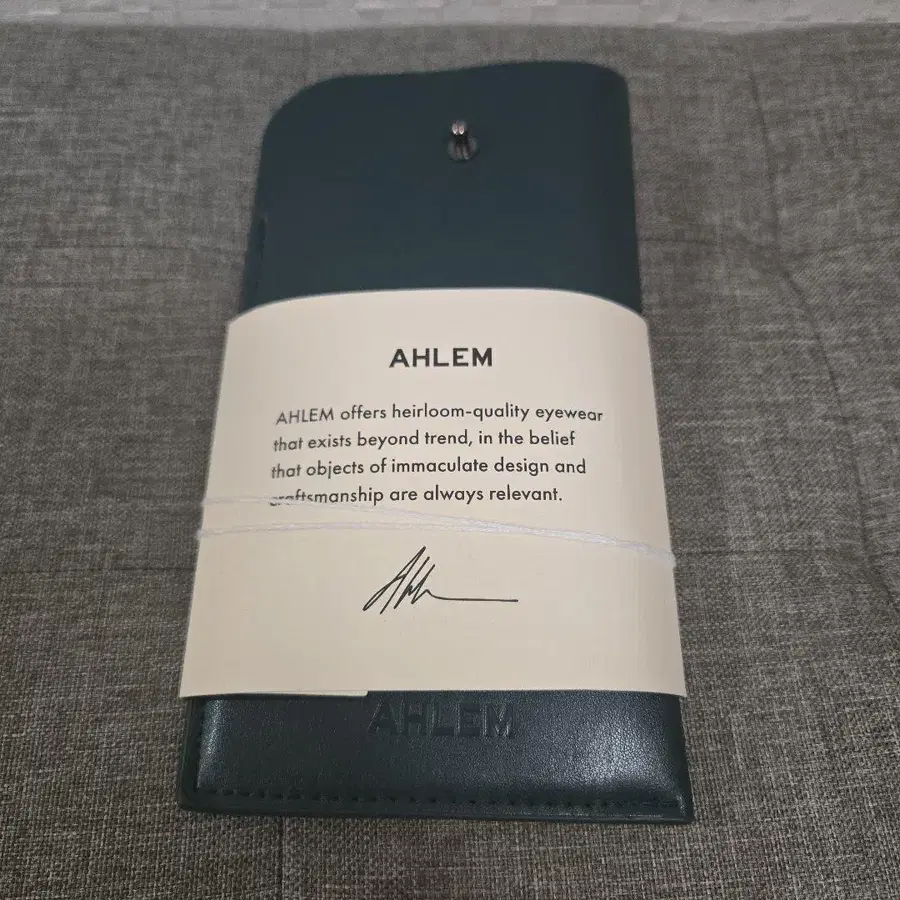 AHLEM
AHLEM offers heirloom-quality eyewear
that exists beyond trend, in the belief
that objects of immaculate design and
craftsmanship are always relevant.
Ahlem
AHLEM